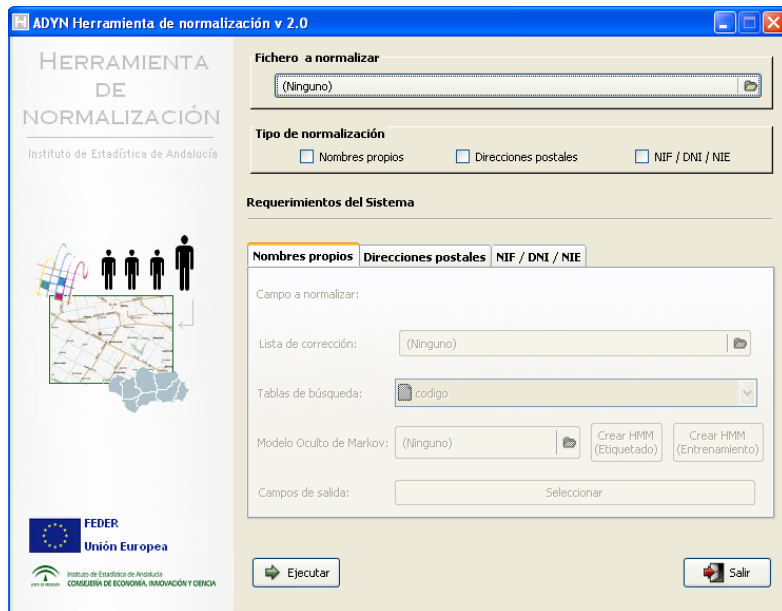 ADYN Herramienta de normalización v 2.0
HERRAMIENTA
DE
NORMALIZACIÓN
Instituto de Estadística de Andalucía
FEDER
Unión Europea
Instituto de Estadística de Andalucía
CONSEJERÍA DE ECONOMÍA, INNOVACIÓN Y CIENCIA
Fichero a normalizar
(Ninguno)
Tipo de normalización
Nombres propios
Direcciones postales
NIF / DNI / NIE
Requerimientos del Sistema
Nombres propios
Direcciones postales
NIF / DNI / NIE
Campo a normalizar:
Lista de corrección:
(Ninguno)
Tablas de búsqueda:
codigo
Modelo Oculto de Markov:
(Ninguno)
Crear HMM
(Etiquetado)
Crear HMM
(Entrenamiento)
Campos de salida:
Seleccionar
Ejecutar
Salir